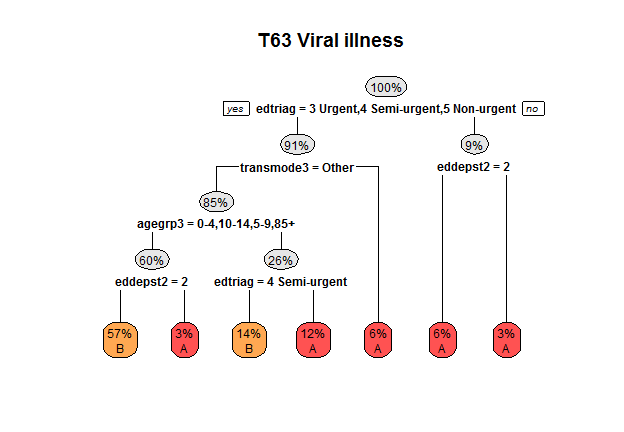 T63 Viral illness
100%
yes edtriag = 3 Urgent,4 Semi-urgent,5 Non-urgent no
91% 9%
transmode3 = Other eddepst2 = 2
85%
agegrp3 = 0-4,10-14,5-9,85+
60% 26%
eddepst2 = 2 edtriag = 4 Semi-urgent
57% 3% 14% 12% 6% 6% 3%
B A B A A A A